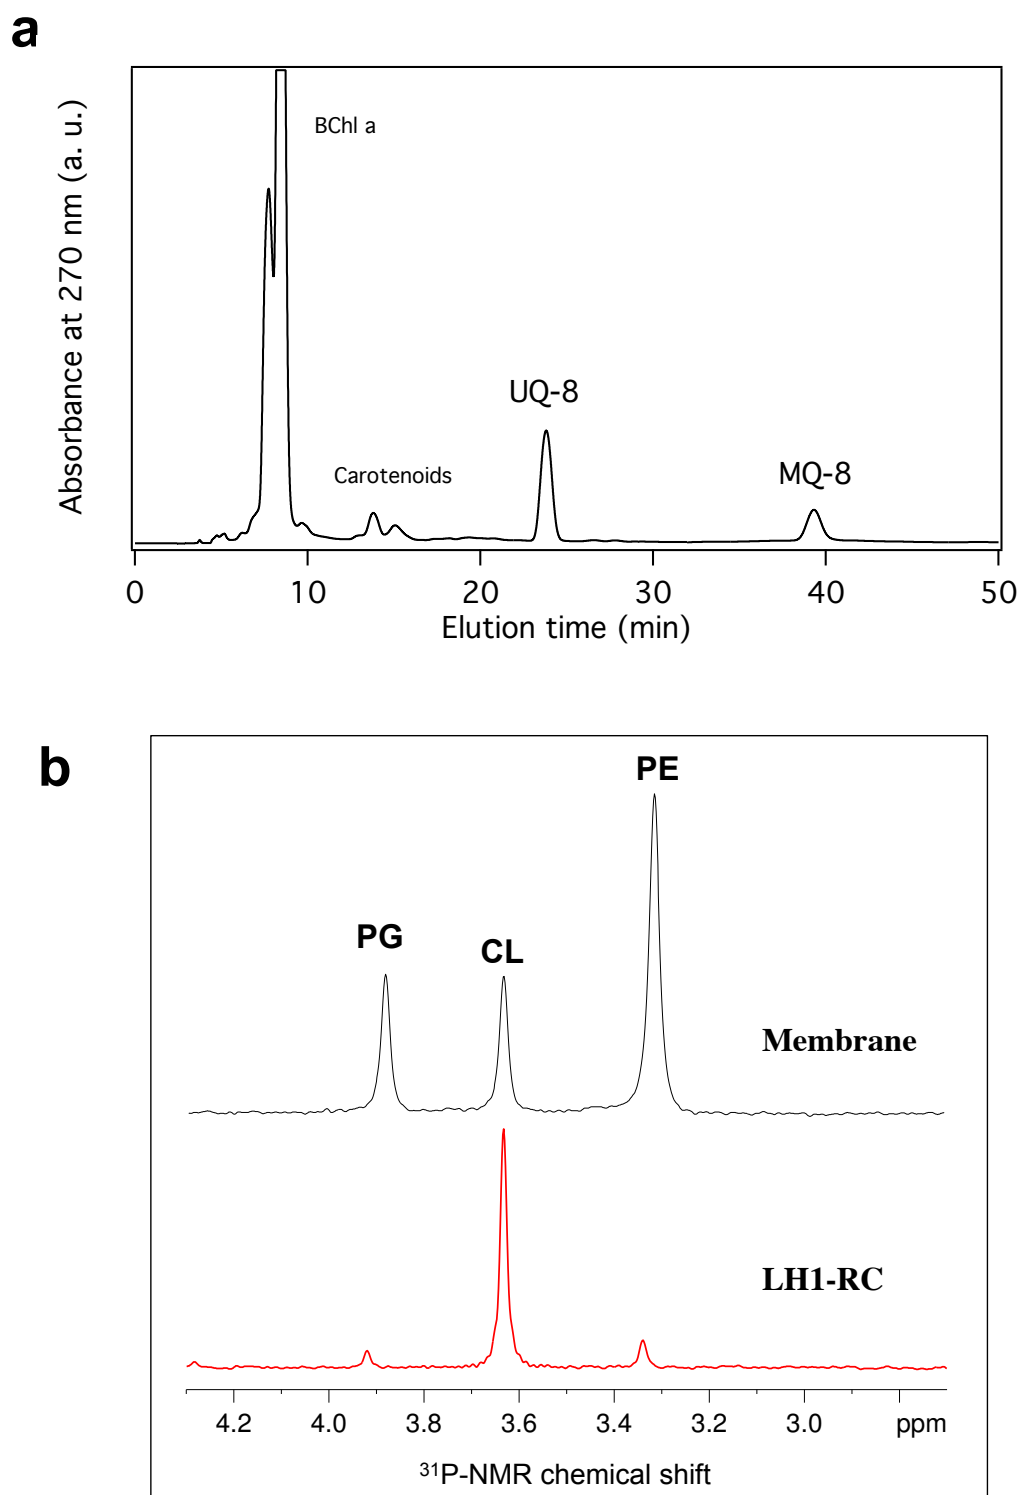 a
Absorbance at 270 nm (a. u.)
BChl a
UQ-8
Carotenoids
MQ-8
0 10 20 30 40 50
Elution time (min)
b
PE
PG
CL
Membrane
LH1-RC
4.2 4.0 3.8 3.6 3.4 3.2 3.0 ppm
³¹P-NMR chemical shift